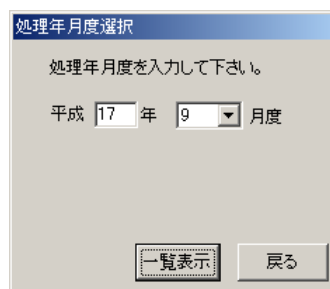 処理年月度選択
処理年月度を入力して下さい。
平成 17 年 9 月度
一覧表示 戻る